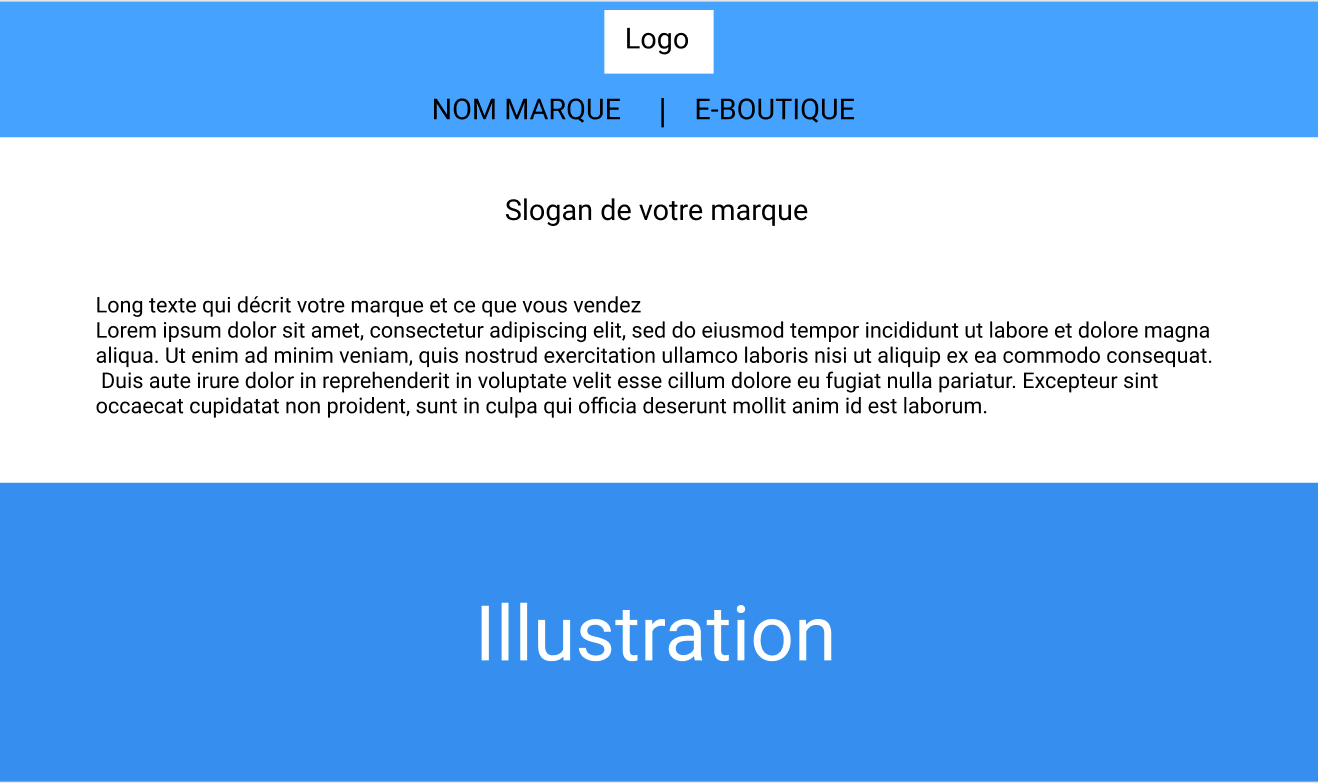 Logo
NOM MARQUE | E-BOUTIQUE
Slogan de votre marque
Long texte qui décrit votre marque et ce que vous vendez
Lorem ipsum dolor sit amet, consectetur adipiscing elit, sed do eiusmod tempor incididunt ut labore et dolore magna
aliqua. Ut enim ad minim veniam, quis nostrud exercitation ullamco laboris nisi ut aliquip ex ea commodo consequat.
Duis aute irure dolor in reprehenderit in voluptate velit esse cillum dolore eu fugiat nulla pariatur. Excepteur sint
occaecat cupidatat non proident, sunt in culpa qui officia deserunt mollit anim id est laborum.
Illustration